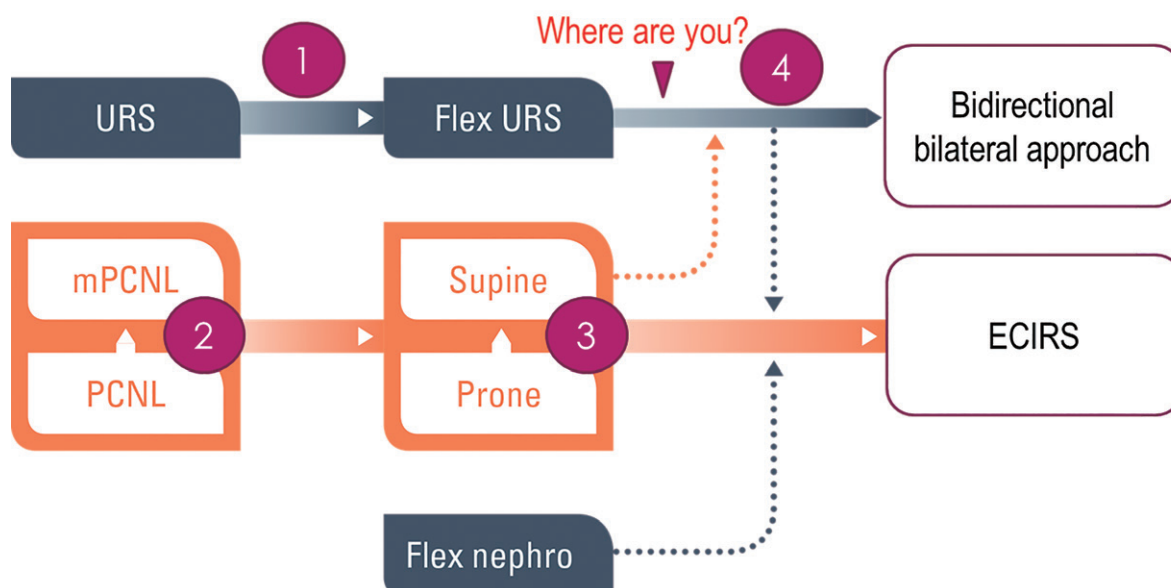 Where are you?
1
4
URS
Flex URS
Bidirectional
bilateral approach
mPCNL
Supine
2
3
ECIRS
PCNL
Prone
Flex nephro